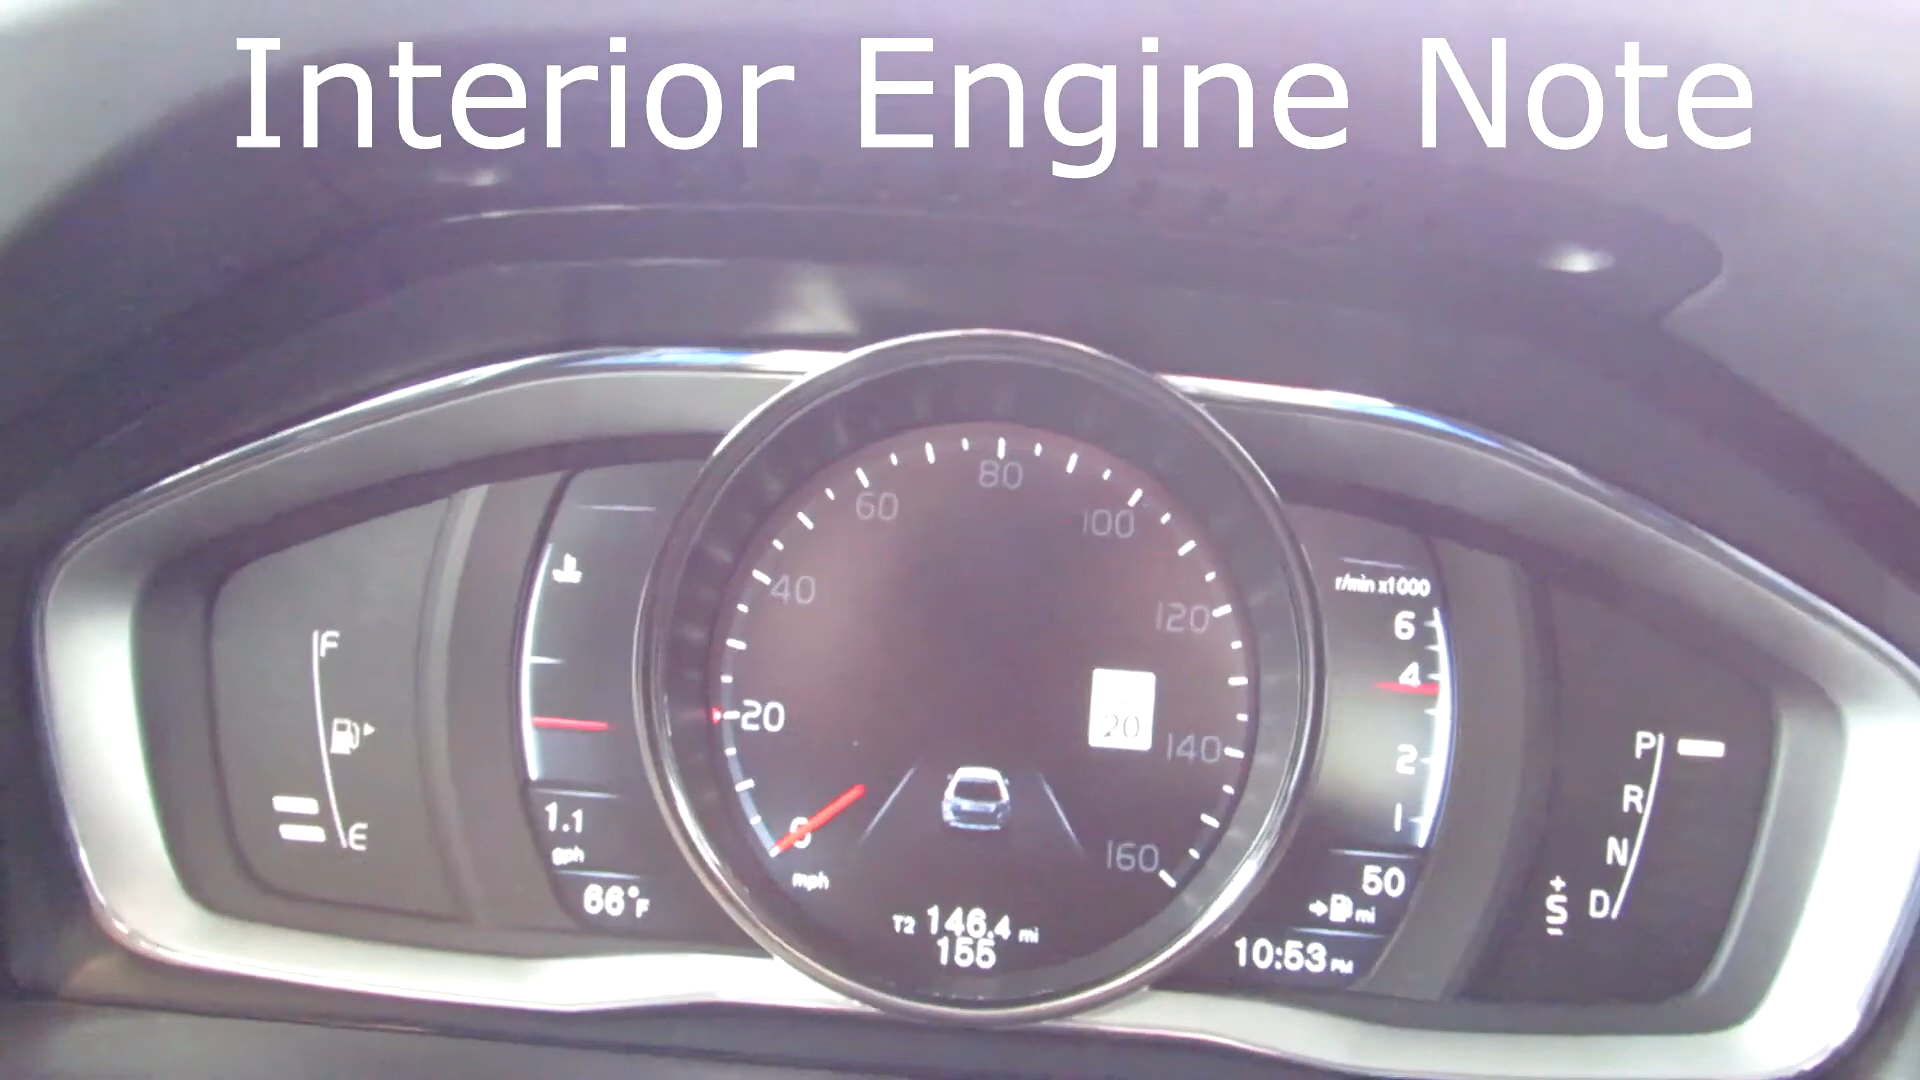 Interior Engine Note
80
60
100
40
120
20
20
140
0
160
mph
T2 146.4 mi
155
F
E
1.1
gph
66°F
r/min x1000
6
4
2
1
50
mi
10:53 PM
P
R
N
D
+
S
-